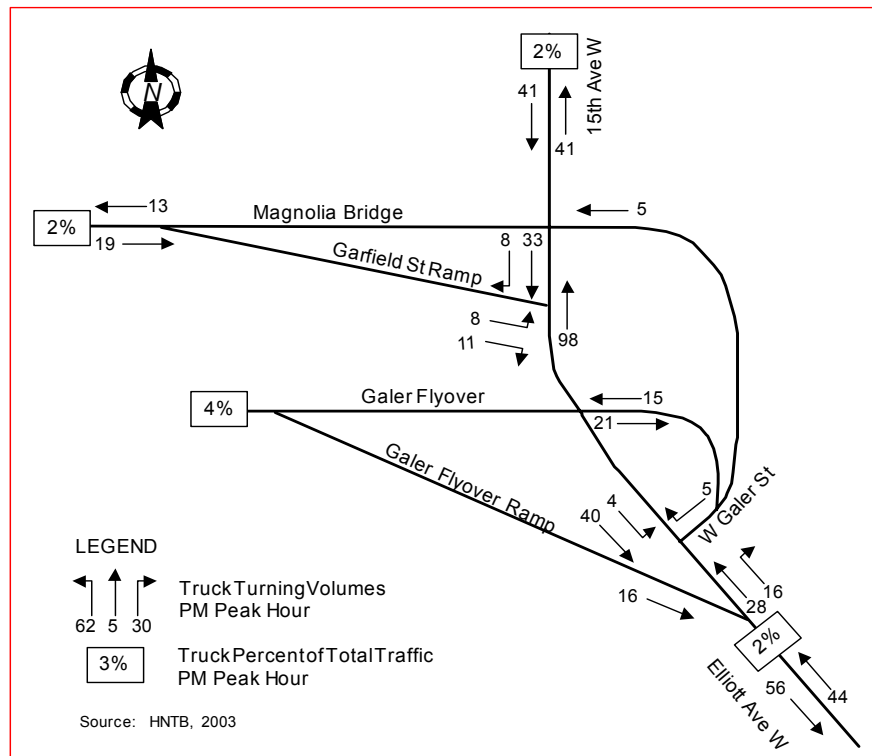 2%
15th Ave W
N
41
41
13
Magnolia Bridge
5
2%
19
8 33
Garfield St Ramp
8
11
98
Galer Flyover
15
4%
21
Galer Flyover Ramp
4
5
W Galer St
40
LEGEND
16
16
28
62 5 30
Truck Turning Volumes
PM Peak Hour
2%
3%
Truck Percent of Total Traffic
PM Peak Hour
Elliott Ave W
56
44
Source: HNTB, 2003